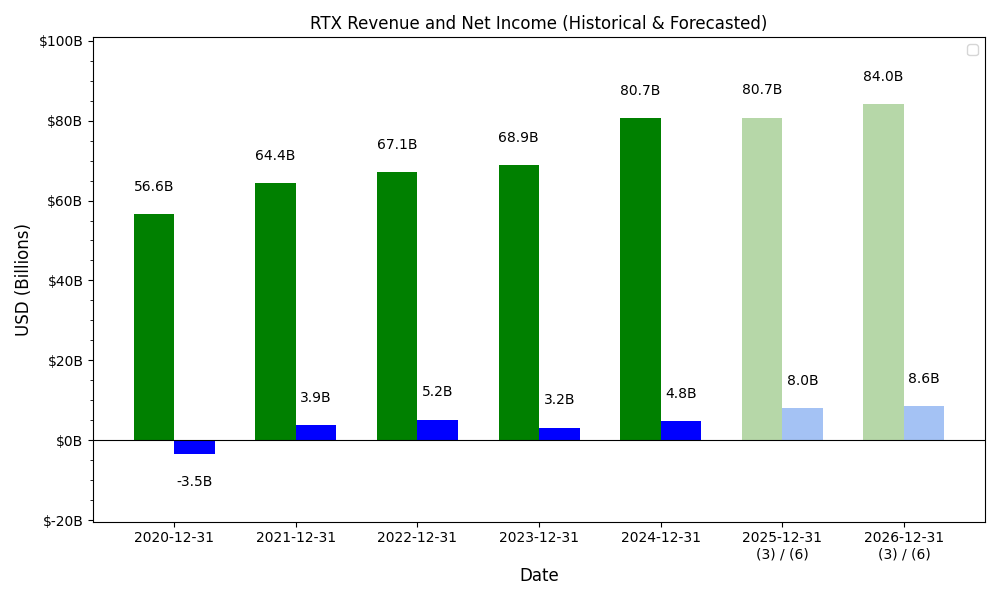 RTX Revenue and Net Income (Historical & Forecasted)
$100B
$80B
$60B
$40B
$20B
$0B
$-20B
USD (Billions)
56.6B
-3.5B
64.4B
3.9B
67.1B
5.2B
68.9B
3.2B
80.7B
4.8B
80.7B
8.0B
84.0B
8.6B
2020-12-31
2021-12-31
2022-12-31
2023-12-31
2024-12-31
2025-12-31
(3) / (6)
2026-12-31
(3) / (6)
Date